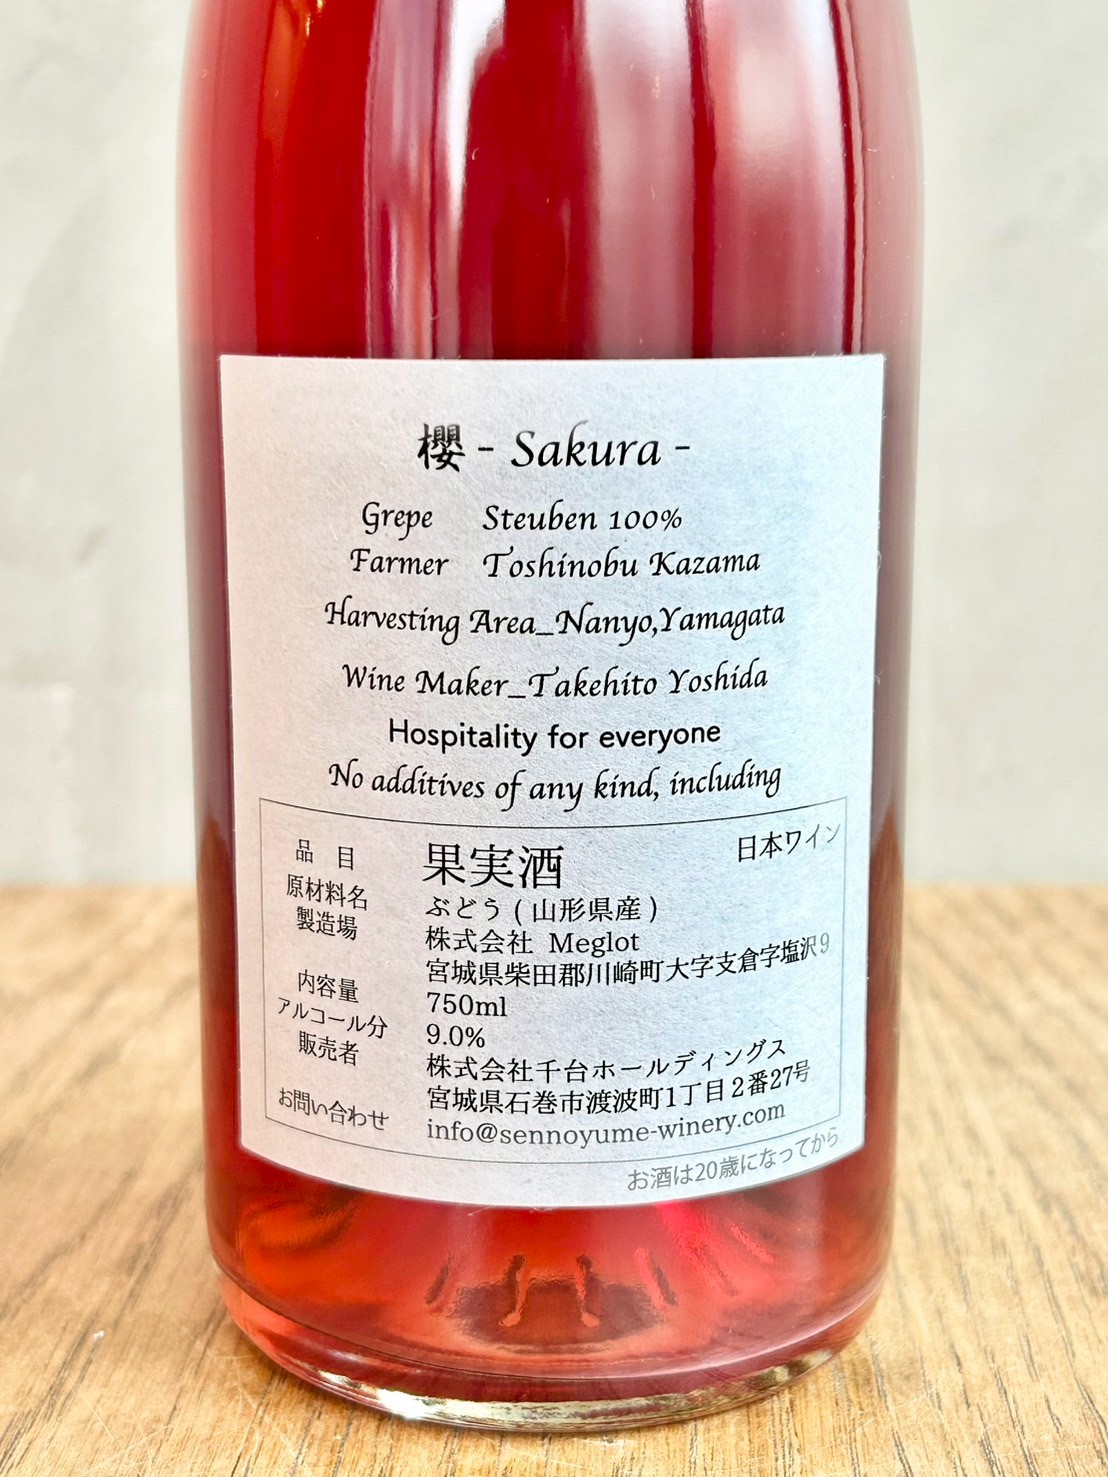 櫻 - Sakura -
Grepe Steuben 100%
Farmer Toshinobu Kazama
Harvesting Area_Nanyo,Yamagata
Wine Maker_Takehito Yoshida
Hospitality for everyone
No additives of any kind, including
日本ワイン
品 目 果実酒
原材料名 ぶどう ( 山形県産 )
製造場 株式会社 Meglot
宮城県柴田郡川崎町大字支倉字塩沢9
内容量 750ml
アルコール分 9.0%
販売者 株式会社千台ホールディングス
宮城県石巻市渡波町1丁目2番27号
お問い合わせ info@sennoyume-winery.com
お酒は20歳になってから